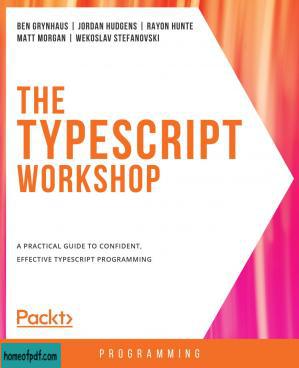 BEN GRYNHAUS | JORDAN HUDGENS | RAYON HUNTE
MATT MORGAN | WEKOSLAV STEFANOVSKI
THE
TYPESCRIPT
WORKSHOP
A PRACTICAL GUIDE TO CONFIDENT,
EFFECTIVE TYPESCRIPT PROGRAMMING
Packt>
homeofpdf.com
PROGRAMMING